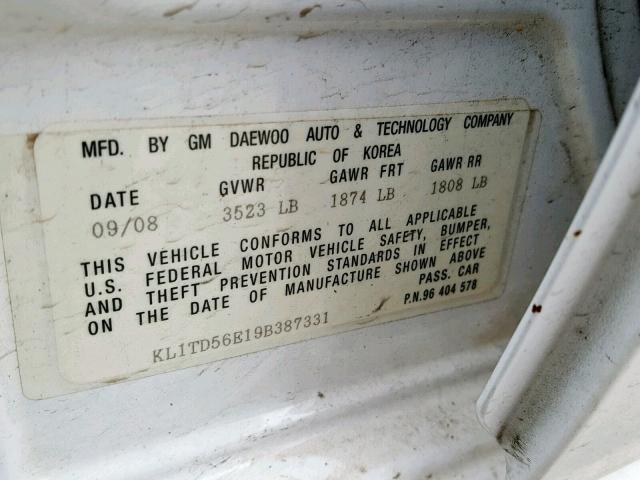 MFD. BY GM DAEWOO AUTO & TECHNOLOGY COMPANY
REPUBLIC OF KOREA
DATE GVWR GAWR FRT GAWR RR
09/08 3523 LB 1874 LB 1808 LB
THIS VEHICLE CONFORMS TO ALL APPLICABLE
U.S. FEDERAL MOTOR VEHICLE SAFETY, BUMPER,
AND THEFT PREVENTION STANDARDS IN EFFECT
ON THE DATE OF MANUFACTURE SHOWN ABOVE
PASS. CAR
KL1TD56E19B387331 P.N.96 404 578